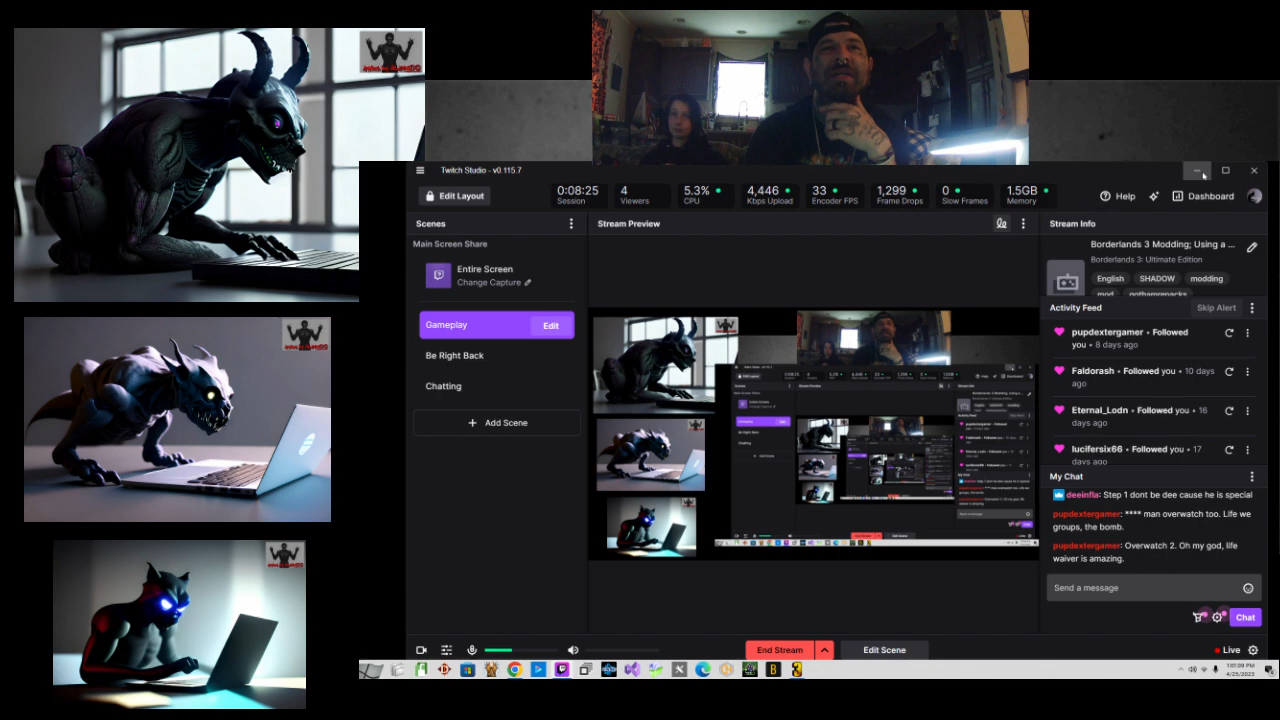 Twitch Studio - v0.115.7
Edit Layout
0:08:25
Session
4
Viewers
5.3%
CPU
4,446
Kbps Upload
33
Encoder FPS
1,299
Frame Drops
0
Slow Frames
1.5GB
Memory
Help
Dashboard
Scenes
Main Screen Share
Entire Screen
Change Capture
Gameplay
Edit
Be Right Back
Chatting
Add Scene
Stream Preview
Stream Info
Borderlands 3 Modding; Using a ...
Borderlands 3: Ultimate Edition
English SHADOW modding
mod gothamrepacks
Activity Feed
Skip Alert
pupdextergamer • Followed
you • 8 days ago
Faldorash • Followed you • 10 days
ago
Eternal_Lodn • Followed you • 16
days ago
lucifersix66 • Followed you • 17
days ago
My Chat
deeinfla: Step 1 dont be dee cause he is special
pupdextergamer: **** man overwatch too. Life we
groups, the bomb.
pupdextergamer: Overwatch 2. Oh my god, life
waiver is amazing.
Send a message
Chat
End Stream
Edit Scene
Live
1:01:09 PM
4/25/2025